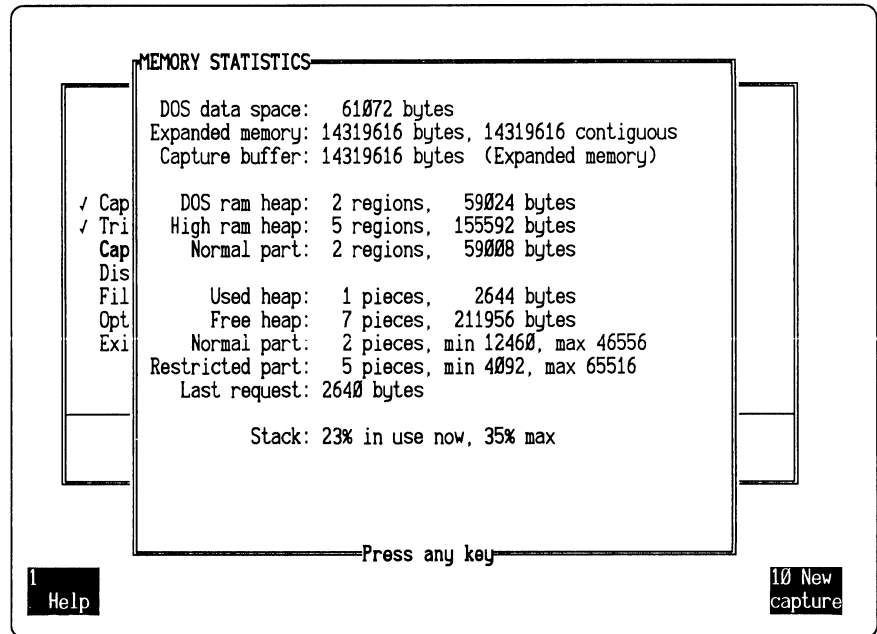 MEMORY STATISTICS
DOS data space: 61072 bytes
Expanded memory: 14319616 bytes, 14319616 contiguous
Capture buffer: 14319616 bytes (Expanded memory)
√ Cap
DOS ram heap: 2 regions, 59024 bytes
√ Tri
High ram heap: 5 regions, 155592 bytes
Cap
Normal part: 2 regions, 59008 bytes
Dis
Fil
Used heap: 1 pieces, 2644 bytes
Opt
Free heap: 7 pieces, 211956 bytes
Exi
Normal part: 2 pieces, min 12460, max 46556
Restricted part: 5 pieces, min 4092, max 65516
Last request: 2640 bytes
Stack: 23% in use now, 35% max
Press any key
1
Help
10 New
capture